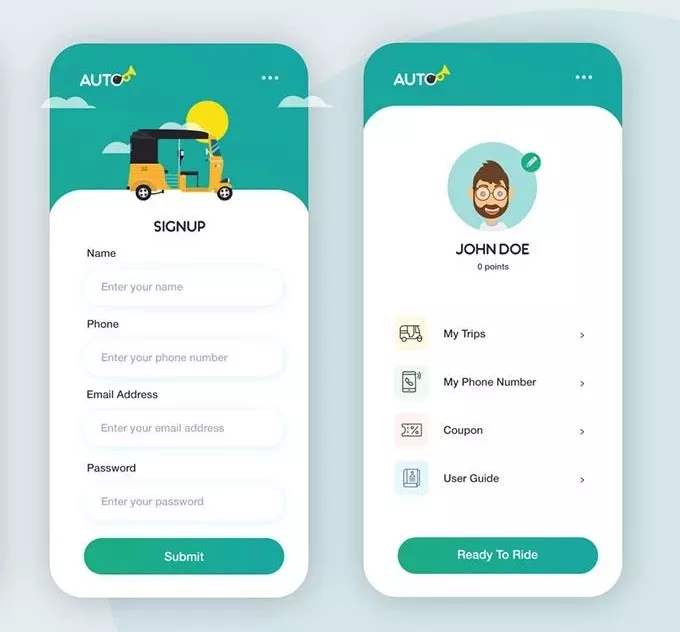 AUTO
SIGNUP
Name
Enter your name
Phone
Enter your phone number
Email Address
Enter your email address
Password
Enter your password
Submit
AUTO
JOHN DOE
0 points
My Trips
My Phone Number
Coupon
User Guide
Ready To Ride